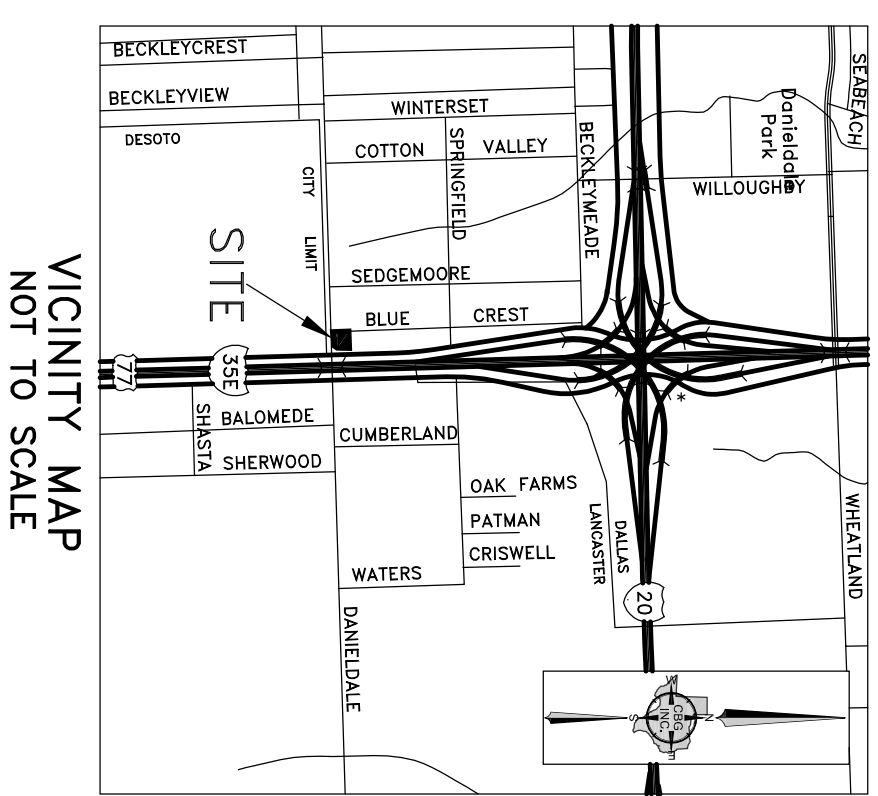 BECKLEYCREST
BECKLEYVIEW
DESOTO
CITY LIMIT
WINTERSET
COTTON VALLEY
SPRINGFIELD
BECKLEYMEADE
SEDGEMOORE
BLUE CREST
SEABEACH
Danieldale
Park
WILLOUGHBY
SITE
VICINITY MAP
NOT TO SCALE
77
35E
SHASTA
BALOMEDE
SHERWOOD
CUMBERLAND
OAK FARMS
PATMAN
CRISWELL
WATERS
DANIELDALE
LANCASTER
DALLAS
20
WHEATLAND
*
W
S
N
E
CBG
INC.